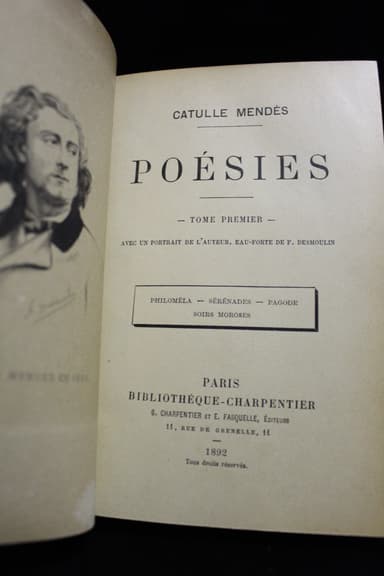 CATULLE MENDÈS
POÉSIES
— TOME PREMIER —
AVEC UN PORTRAIT DE L'AUTEUR, EAU-FORTE DE F. DESMOULIN
PHILOMÉLA — SÉRÉNADES — PAGODE
SOIRS MOROSES
PARIS
BIBLIOTHÈQUE-CHARPENTIER
G. CHARPENTIER ET E. FASQUELLE, ÉDITEURS
11, RUE DE GRENELLE, 11
1892
Tous droits réservés.